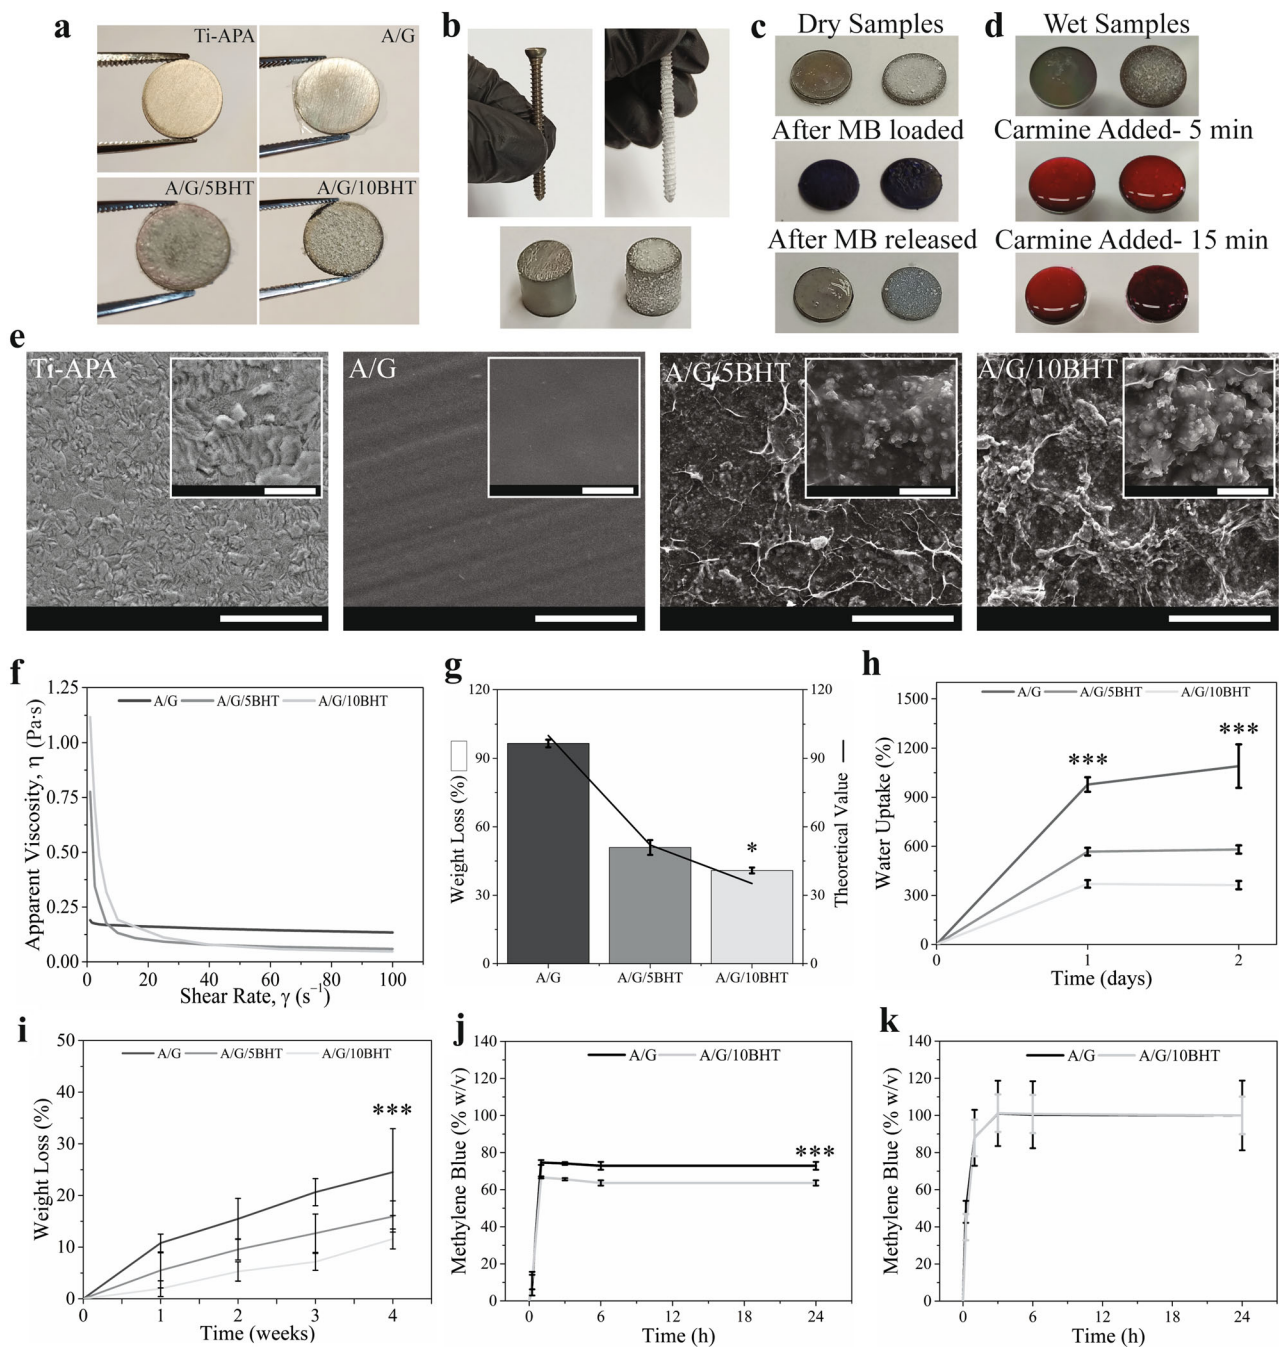 a
Ti-APA
A/G
A/G/5BHT
A/G/10BHT
b
c
Dry Samples
After MB loaded
After MB released
d
Wet Samples
Carmine Added- 5 min
Carmine Added- 15 min
e
Ti-APA
A/G
A/G/5BHT
A/G/10BHT
f
A/G A/G/5BHT A/G/10BHT
Apparent Viscosity, η (Pa·s)
1.25
1.00
0.75
0.50
0.25
0.00
0 20 40 60 80 100
Shear Rate, γ (s⁻¹)
g
Weight Loss (%)
120
90
60
30
0
*
A/G A/G/5BHT A/G/10BHT
Theoretical Value
120
90
60
30
0
h
A/G A/G/5BHT A/G/10BHT
Water Uptake (%)
1500
1200
900
600
300
0
***
***
0 1 2
Time (days)
i
A/G A/G/5BHT A/G/10BHT
Weight Loss (%)
50
40
30
20
10
0
***
0 1 2 3 4
Time (weeks)
j
A/G A/G/10BHT
Methylene Blue (% w/v)
140
120
100
80
60
40
20
0
***
0 6 12 18 24
Time (h)
k
A/G A/G/10BHT
Methylene Blue (% w/v)
140
120
100
80
60
40
20
0
0 6 12 18 24
Time (h)